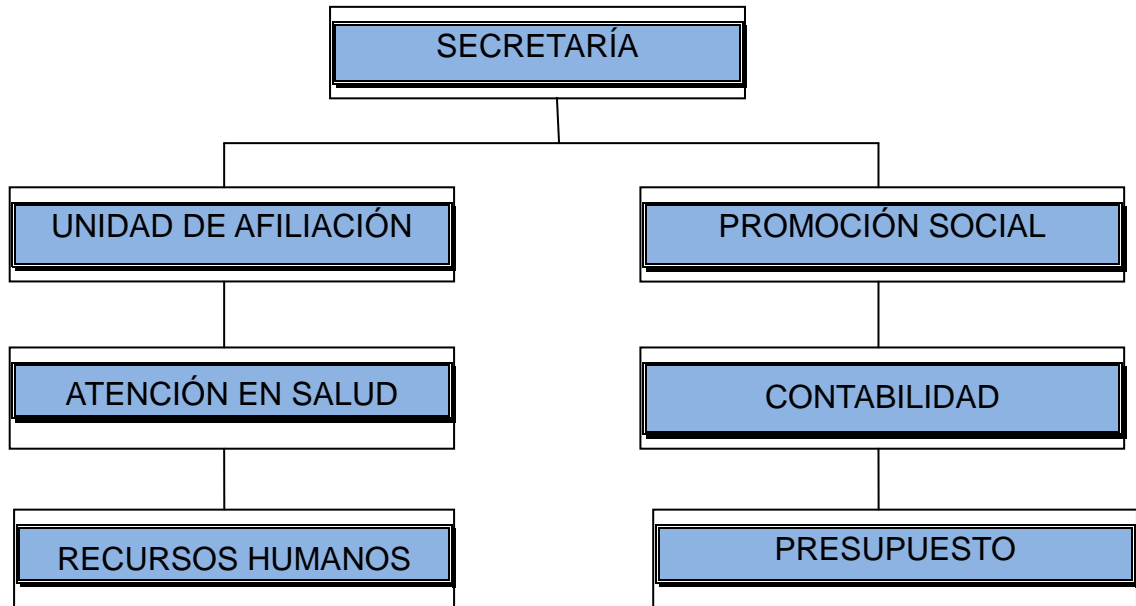 SECRETARÍA
UNIDAD DE AFILIACIÓN
PROMOCIÓN SOCIAL
ATENCIÓN EN SALUD
CONTABILIDAD
RECURSOS HUMANOS
PRESUPUESTO